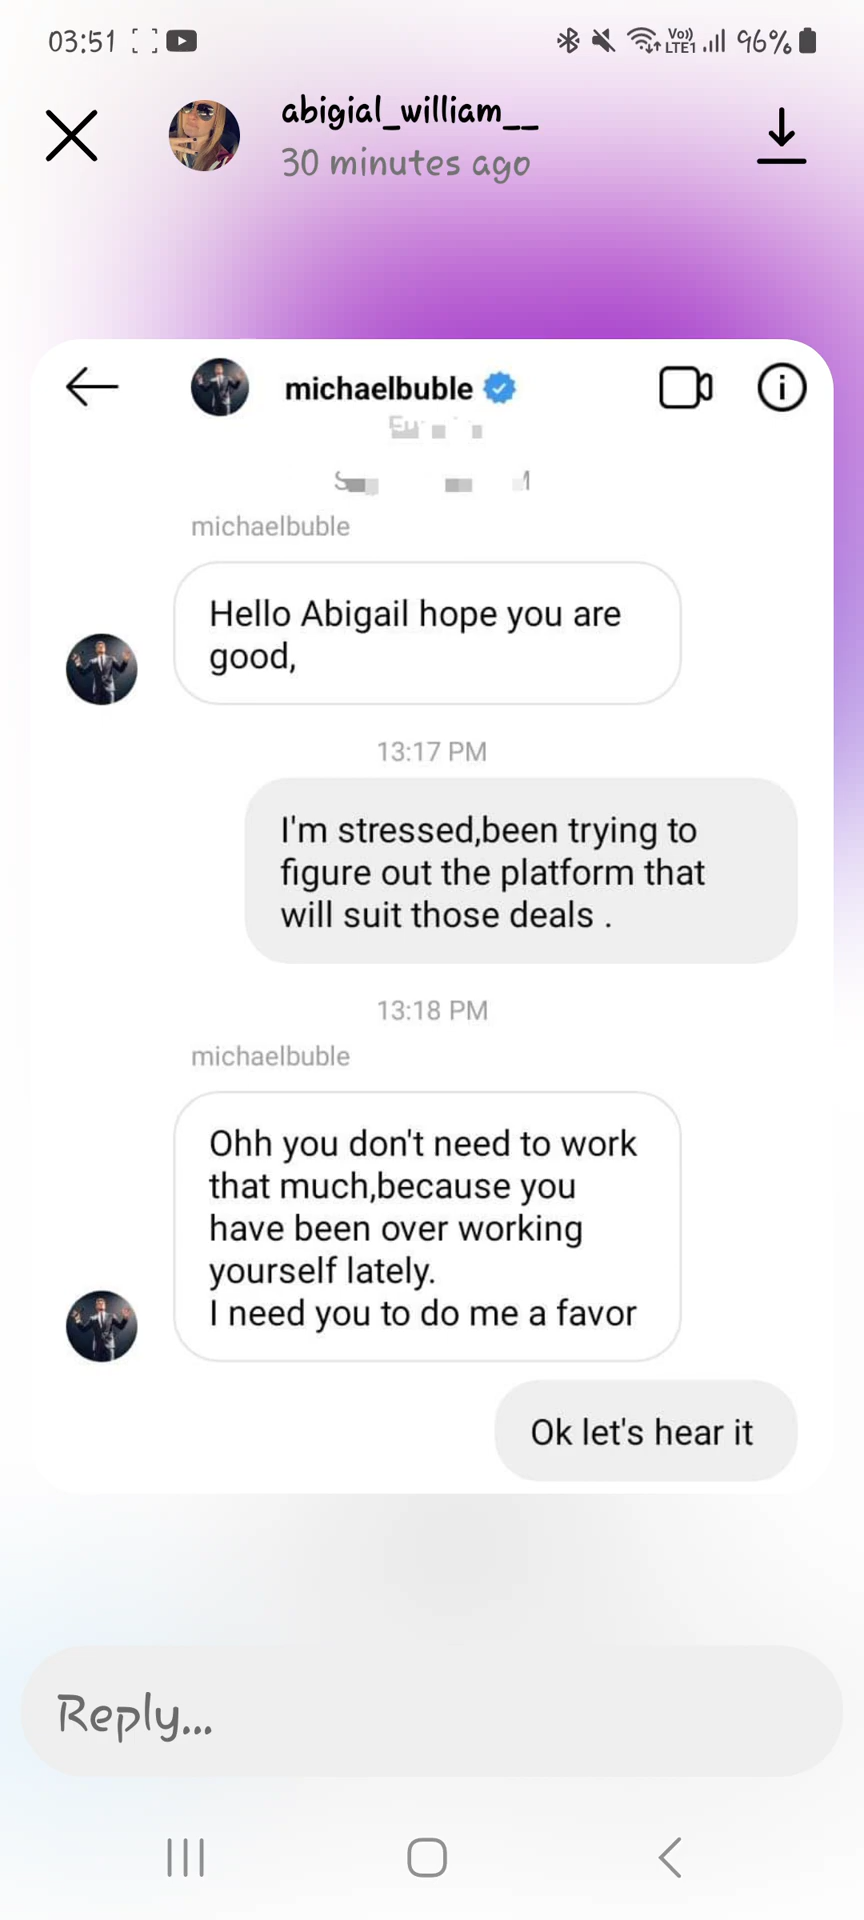 03:51
Vo))
LTE1
96%
abigial_william__
30 minutes ago
michaelbuble
michaelbuble
Hello Abigail hope you are
good,
13:17 PM
I'm stressed,been trying to
figure out the platform that
will suit those deals .
13:18 PM
michaelbuble
Ohh you don't need to work
that much,because you
have been over working
yourself lately.
I need you to do me a favor
Ok let's hear it
Reply...